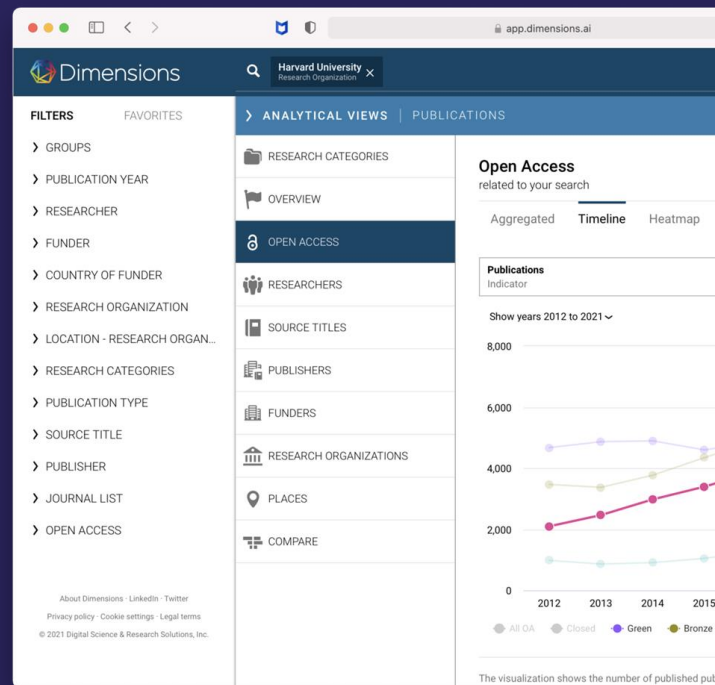 app.dimensions.ai
Dimensions
Harvard University
Research Organization
FILTERS
FAVORITES
GROUPS
PUBLICATION YEAR
RESEARCHER
FUNDER
COUNTRY OF FUNDER
RESEARCH ORGANIZATION
LOCATION - RESEARCH ORGAN...
RESEARCH CATEGORIES
PUBLICATION TYPE
SOURCE TITLE
PUBLISHER
JOURNAL LIST
OPEN ACCESS
About Dimensions · LinkedIn · Twitter
Privacy policy · Cookie settings · Legal terms
© 2021 Digital Science & Research Solutions, Inc.
ANALYTICAL VIEWS | PUBLICATIONS
RESEARCH CATEGORIES
OVERVIEW
OPEN ACCESS
RESEARCHERS
SOURCE TITLES
PUBLISHERS
FUNDERS
RESEARCH ORGANIZATIONS
PLACES
COMPARE
Open Access
related to your search
Aggregated Timeline Heatmap
Publications
Indicator
Show years 2012 to 2021
8,000
6,000
4,000
2,000
0
2012 2013 2014 2015
All OA Closed Green Bronze
The visualization shows the number of published pub